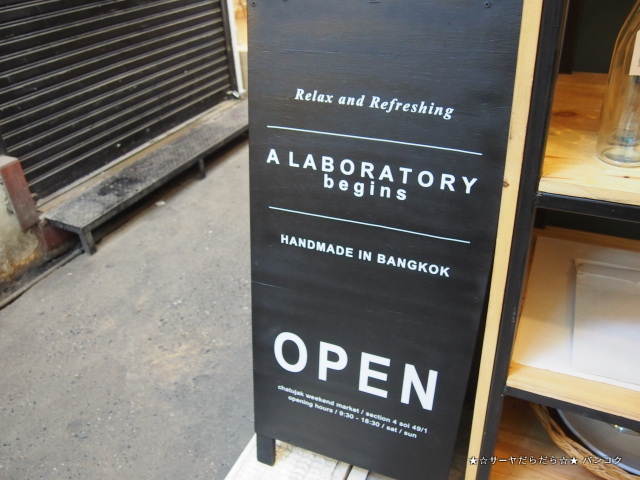 Relax and Refreshing
A LABORATORY
begins
HANDMADE IN BANGKOK
OPEN
chatujak weekend market / section 4 soi 49/1
opening hours / 9:30 - 18:30 / sat / sun
★☆サーヤだらだら☆★ バンコク